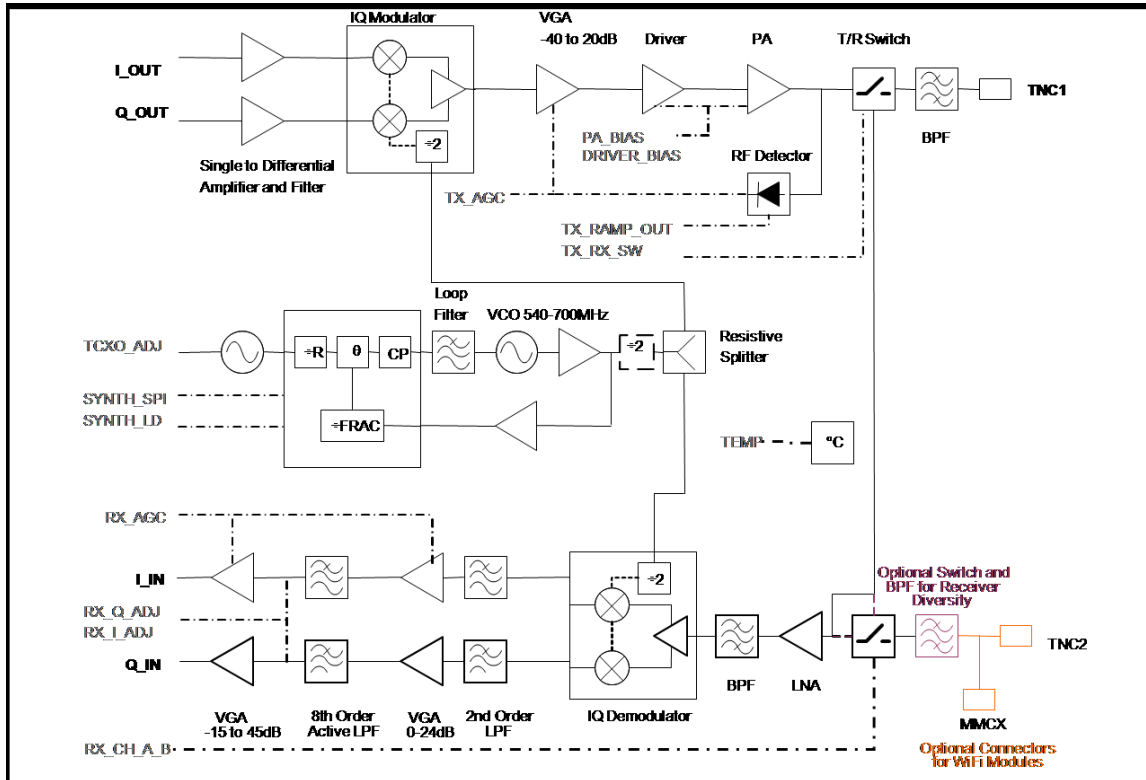 IQ Modulator
VGA
-40 to 20dB
Driver
PA
T/R Switch
I_OUT
Q_OUT
÷2
TNC1
BPF
PA_BIAS
DRIVER_BIAS
RF Detector
Single to Differential
Amplifier and Filter
TX_AGC
TX_RAMP_OUT
TX_RX_SW
Loop
Filter
VCO 540-700MHz
TCXO_ADJ
÷R
θ
CP
÷2
Resistive
Splitter
SYNTH_SPI
SYNTH_LD
÷FRAC
TEMP
ºC
RX_AGC
I_IN
÷2
Optional Switch and
BPF for Receiver
Diversity
RX_Q_ADJ
RX_I_ADJ
Q_IN
TNC2
BPF
LNA
VGA
-15 to 45dB
8th Order
Active LPF
VGA
0-24dB
2nd Order
LPF
IQ Demodulator
MMCX
RX_CH_A_B
Optional Connectors
for WiFi Modules